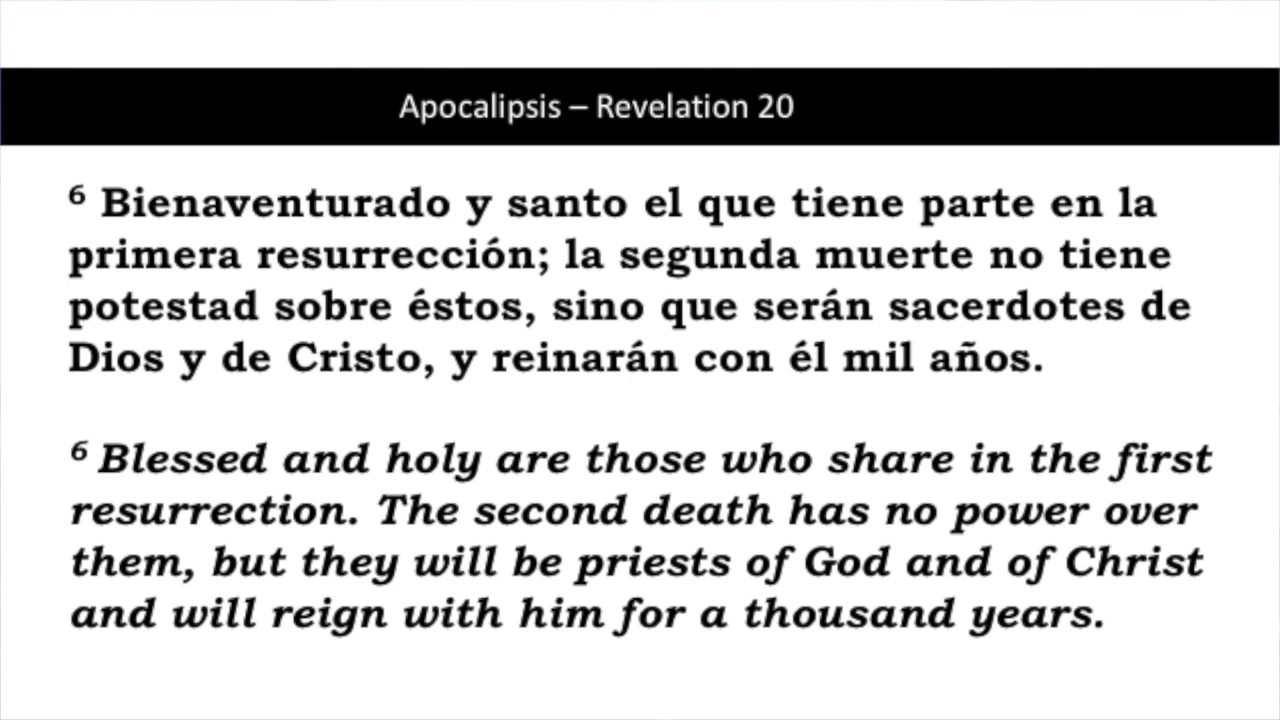 Apocalipsis – Revelation 20
⁶ Bienaventurado y santo el que tiene parte en la
primera resurrección; la segunda muerte no tiene
potestad sobre éstos, sino que serán sacerdotes de
Dios y de Cristo, y reinarán con él mil años.
⁶ Blessed and holy are those who share in the first
resurrection. The second death has no power over
them, but they will be priests of God and of Christ
and will reign with him for a thousand years.